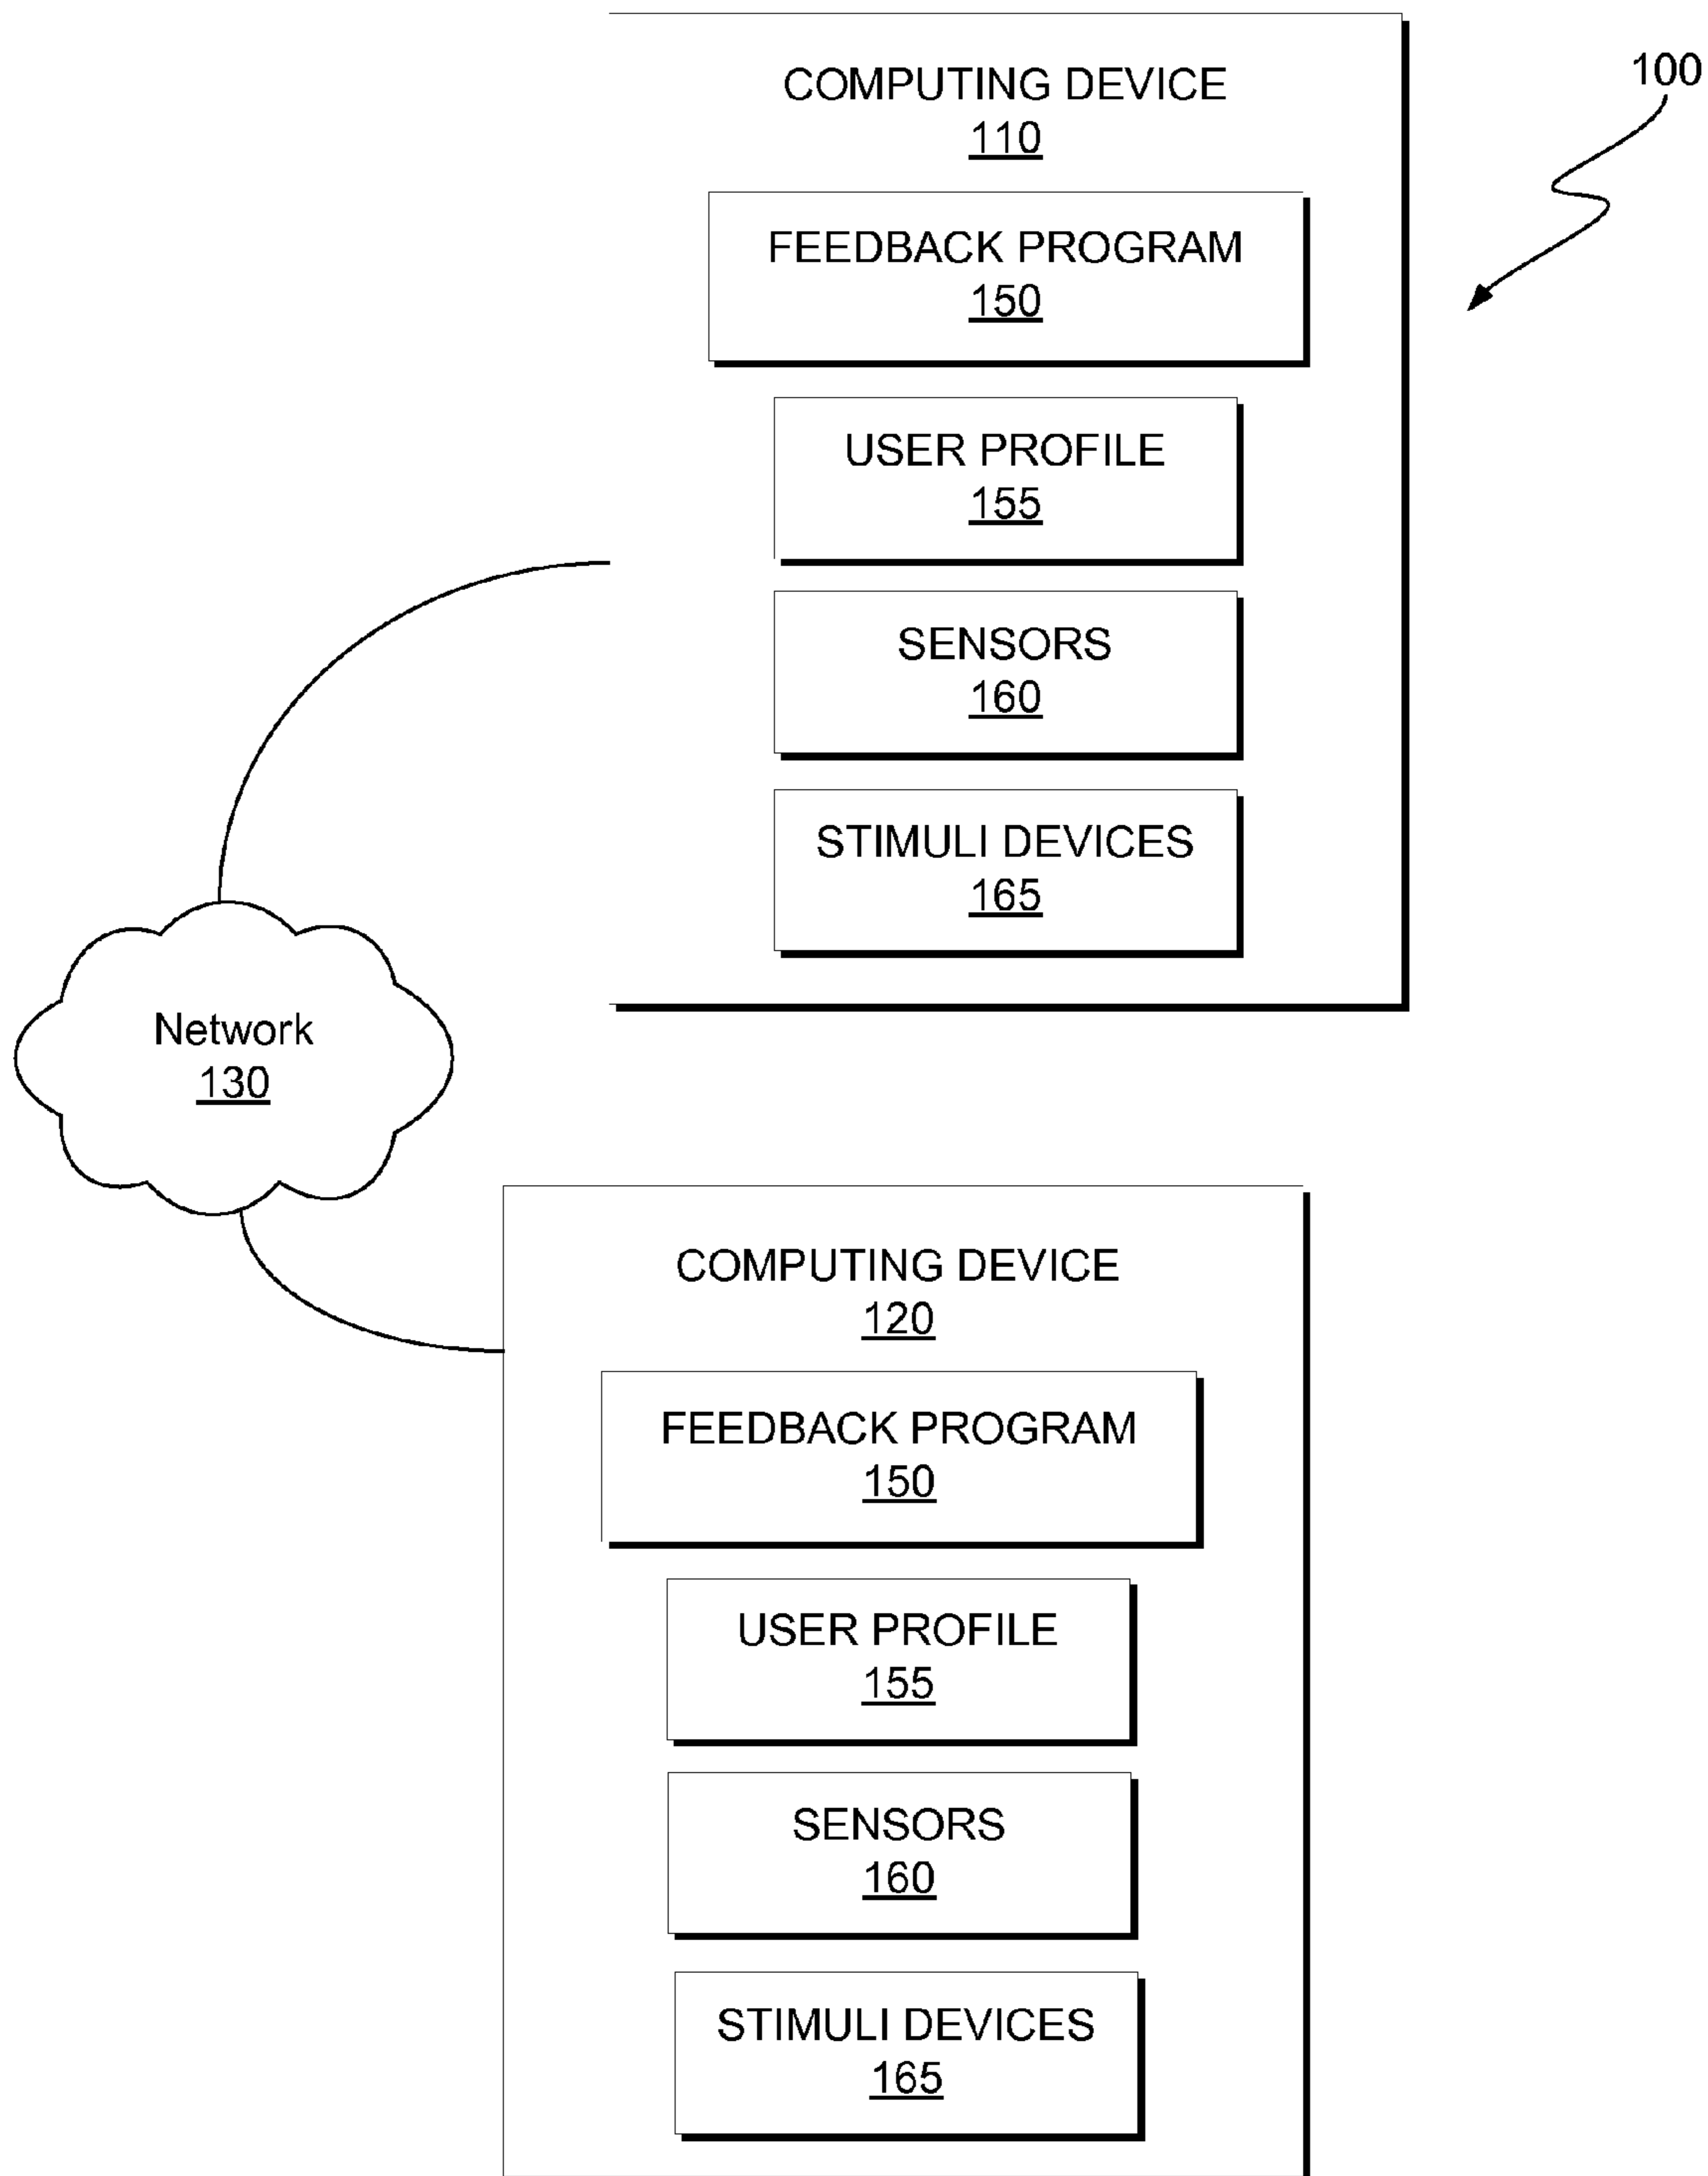 100
COMPUTING DEVICE
110
FEEDBACK PROGRAM
150
USER PROFILE
155
SENSORS
160
STIMULI DEVICES
165
Network
130
COMPUTING DEVICE
120
FEEDBACK PROGRAM
150
USER PROFILE
155
SENSORS
160
STIMULI DEVICES
165